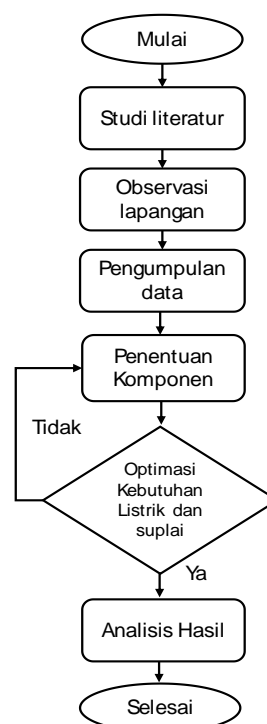 Mulai
Studi literatur
Observasi
lapangan
Pengumpulan
data
Penentuan
Komponen
Tidak
Optimasi
Kebutuhan
Listrik dan
suplai
Ya
Analisis Hasil
Selesai